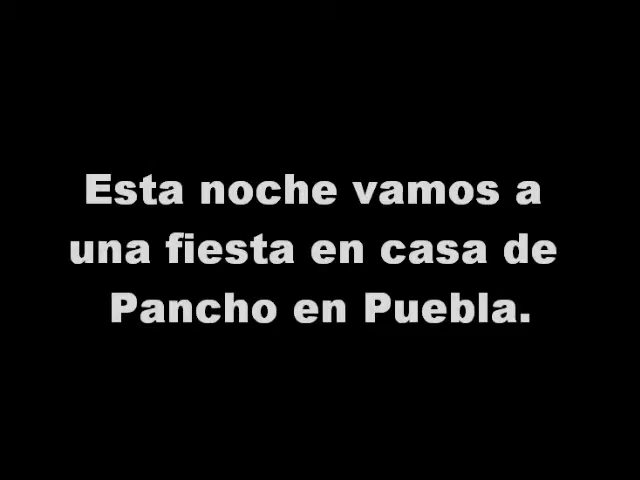 Esta noche vamos a
una fiesta en casa de
Pancho en Puebla.